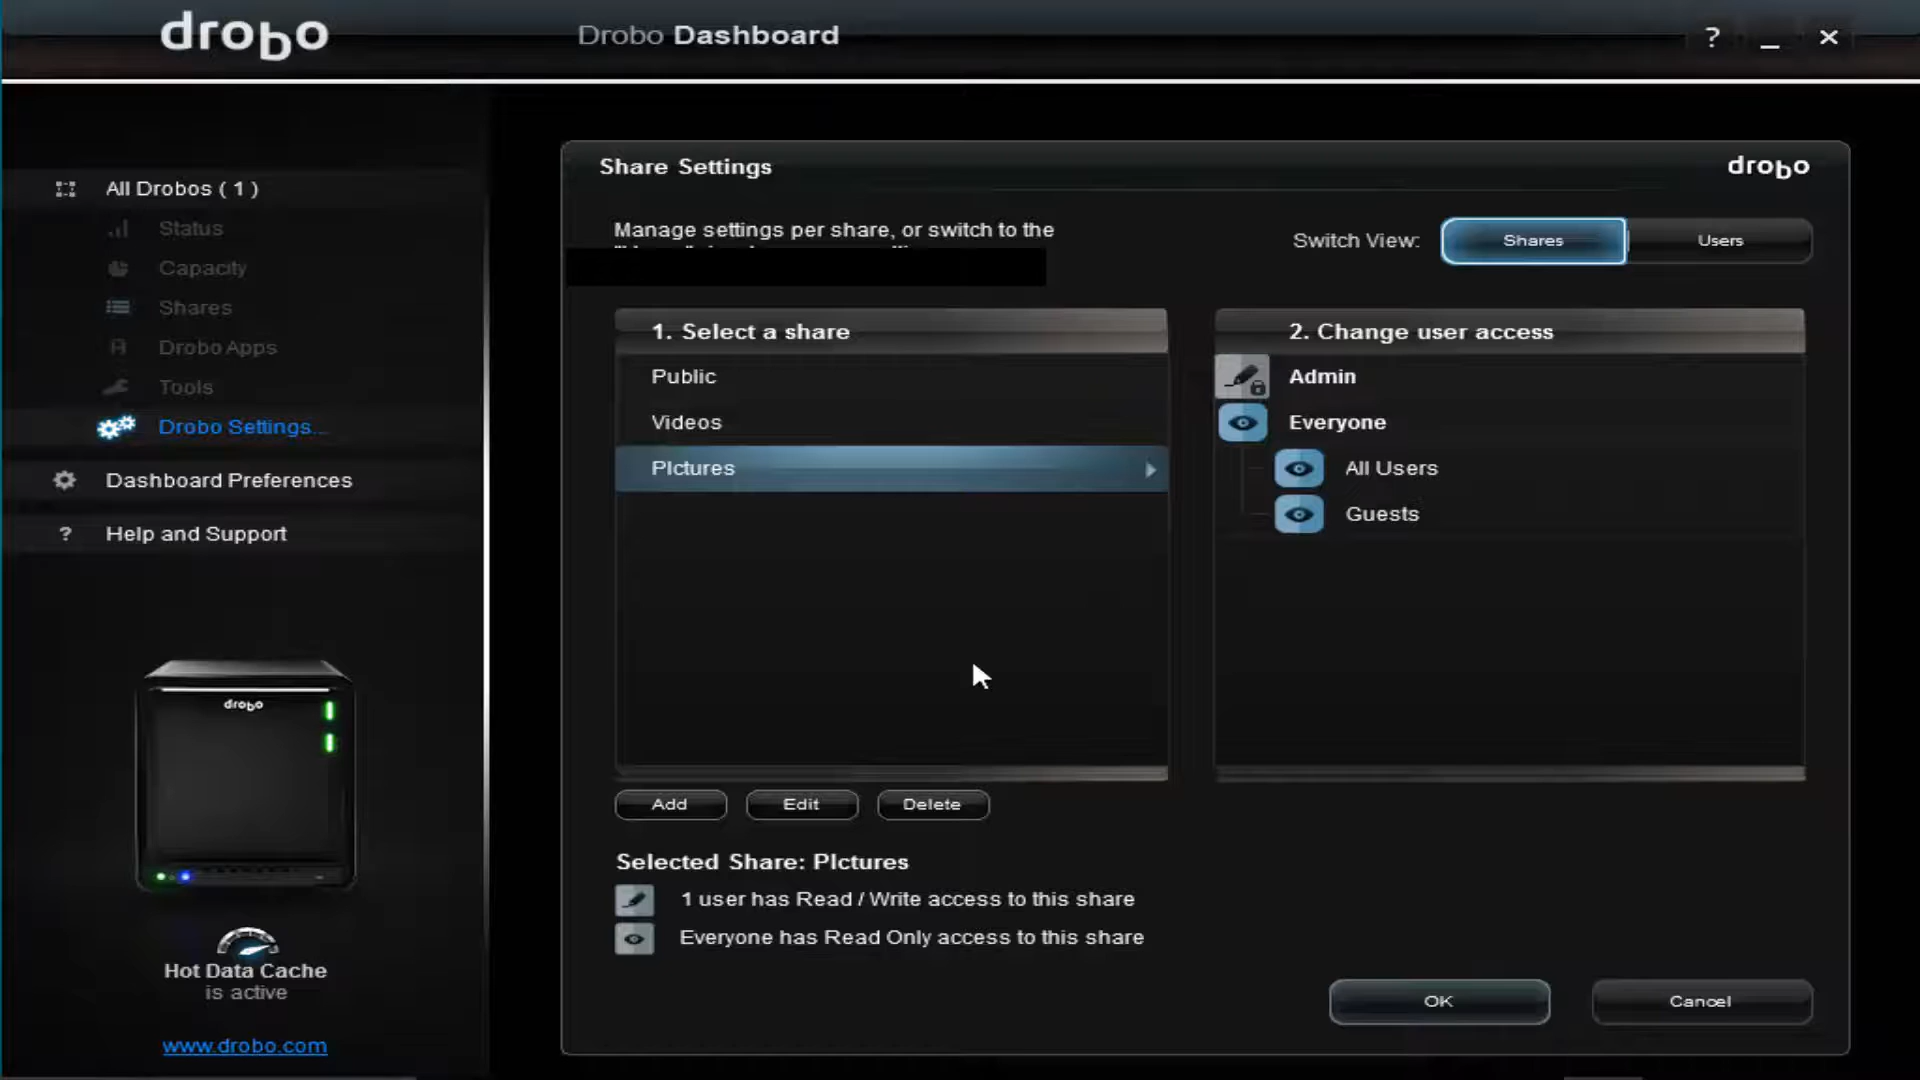 drobo
Drobo Dashboard
?
All Drobos ( 1 )
Status
Capacity
Shares
Drobo Apps
Tools
Drobo Settings...
Dashboard Preferences
? Help and Support
drobo
Hot Data Cache
is active
www.drobo.com
Share Settings
drobo
Manage settings per share, or switch to the
Switch View:
Shares
Users
1. Select a share
Public
Videos
PIctures
2. Change user access
Admin
Everyone
All Users
Guests
Add
Edit
Delete
Selected Share: PIctures
1 user has Read / Write access to this share
Everyone has Read Only access to this share
OK
Cancel